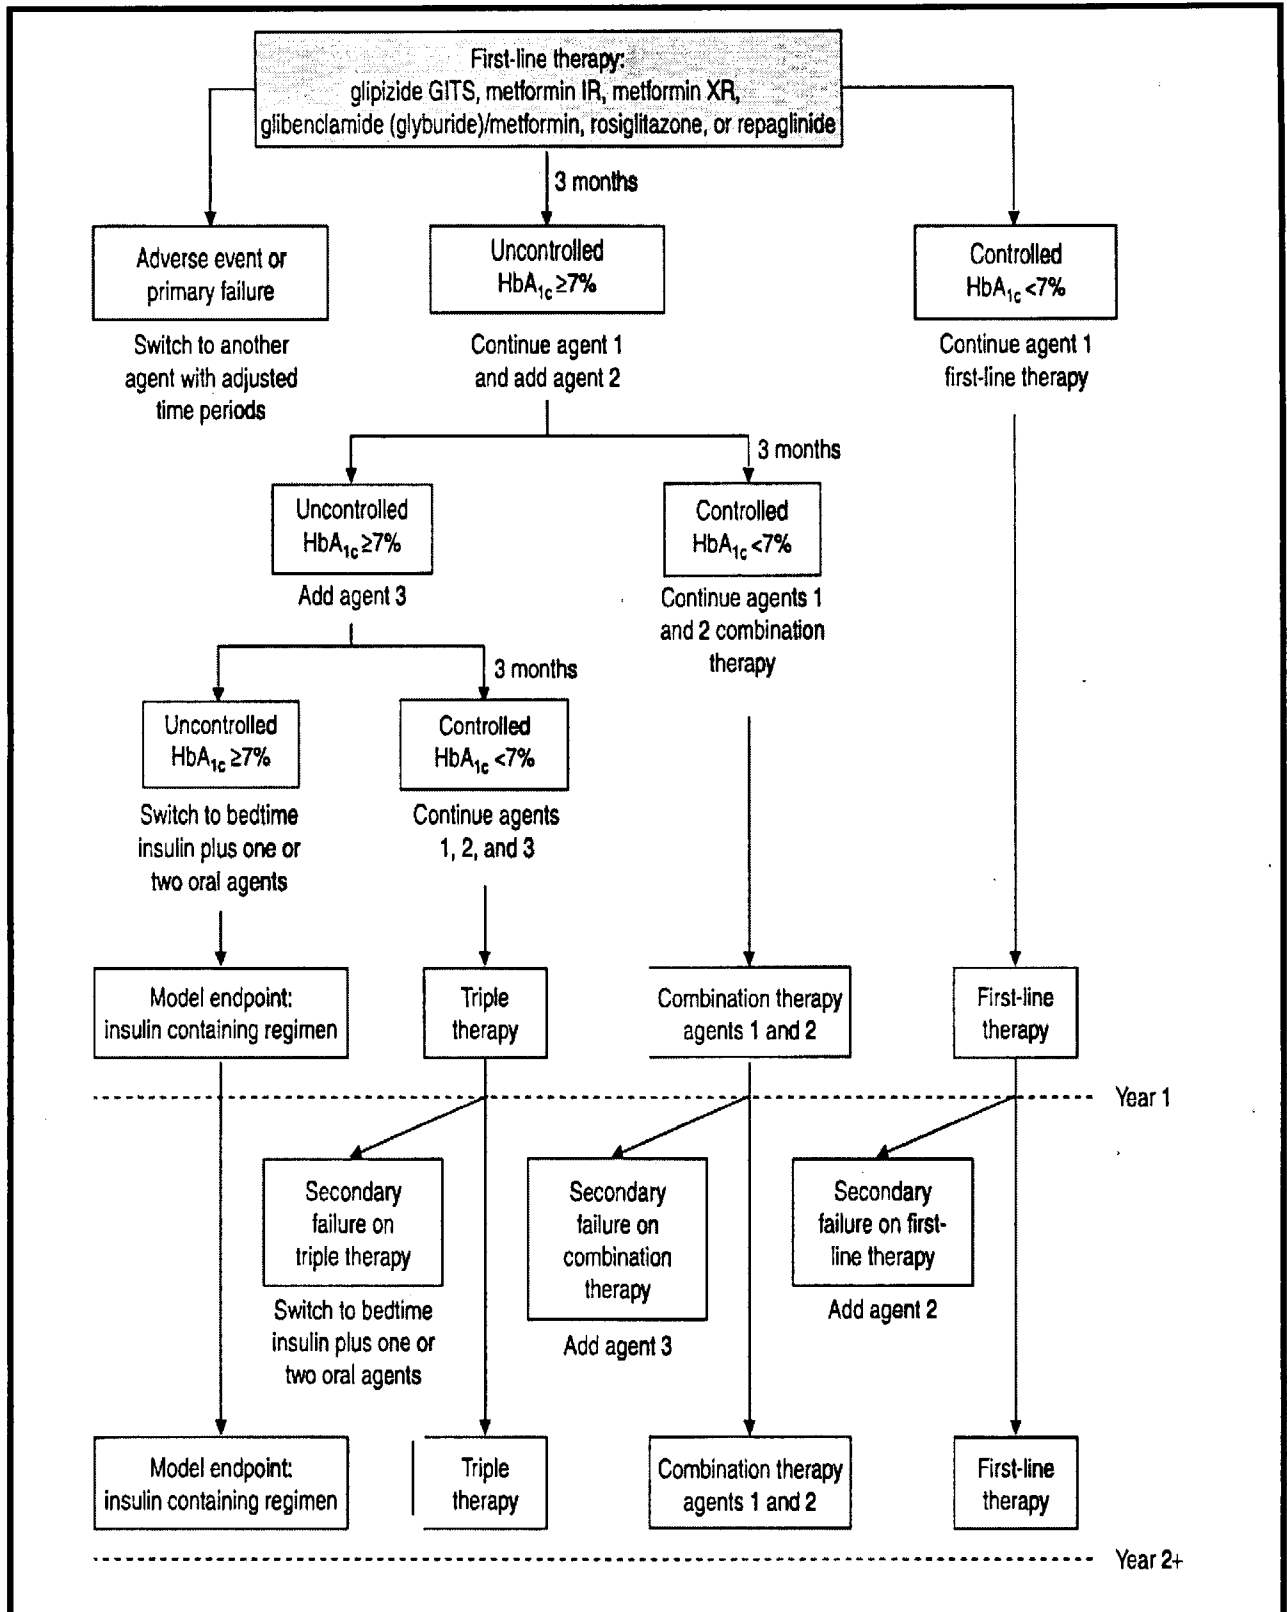 First-line therapy:
glipizide GITS, metformin IR, metformin XR,
glibenclamide (glyburide)/metformin, rosiglitazone, or repaglinide
3 months
Adverse event or
primary failure
Switch to another
agent with adjusted
time periods
Uncontrolled
HbA1c ≥7%
Continue agent 1
and add agent 2
Controlled
HbA1c <7%
Continue agent 1
first-line therapy
3 months
Uncontrolled
HbA1c ≥7%
Add agent 3
Controlled
HbA1c <7%
Continue agents 1
and 2 combination
therapy
3 months
Uncontrolled
HbA1c ≥7%
Switch to bedtime
insulin plus one or
two oral agents
Controlled
HbA1c <7%
Continue agents
1, 2, and 3
Model endpoint:
insulin containing regimen
Triple
therapy
Combination therapy
agents 1 and 2
First-line
therapy
Year 1
Secondary
failure on
triple therapy
Switch to bedtime
insulin plus one or
two oral agents
Secondary
failure on
combination
therapy
Add agent 3
Secondary
failure on first-
line therapy
Add agent 2
Model endpoint:
insulin containing regimen
Triple
therapy
Combination therapy
agents 1 and 2
First-line
therapy
Year 2+